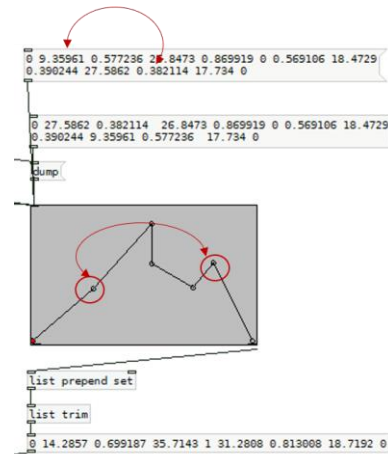 0 9.35961 0.577236 26.8473 0.869919 0 0.569106 18.4729
0.390244 27.5862 0.382114 17.734 0
0 27.5862 0.382114 26.8473 0.869919 0 0.569106 18.4729
0.390244 9.35961 0.577236 17.734 0
dump
list prepend set
list trim
0 14.2857 0.699187 35.7143 1 31.2808 0.813008 18.7192 0